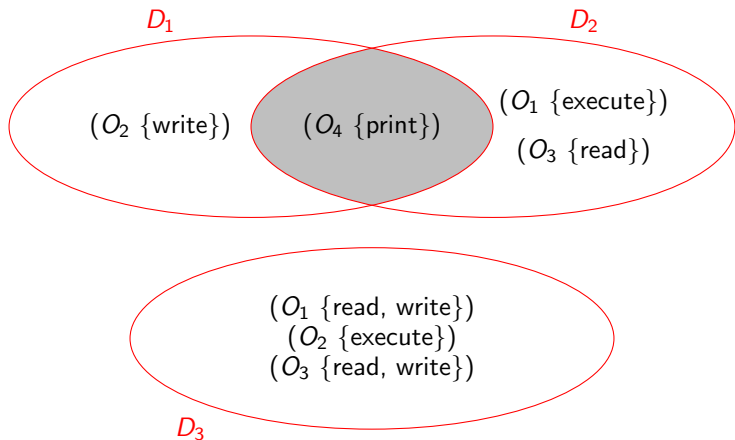 D₁
D₂
(O₂ {write})
(O₄ {print})
(O₁ {execute})
(O₃ {read})
(O₁ {read, write})
(O₂ {execute})
(O₃ {read, write})
D₃